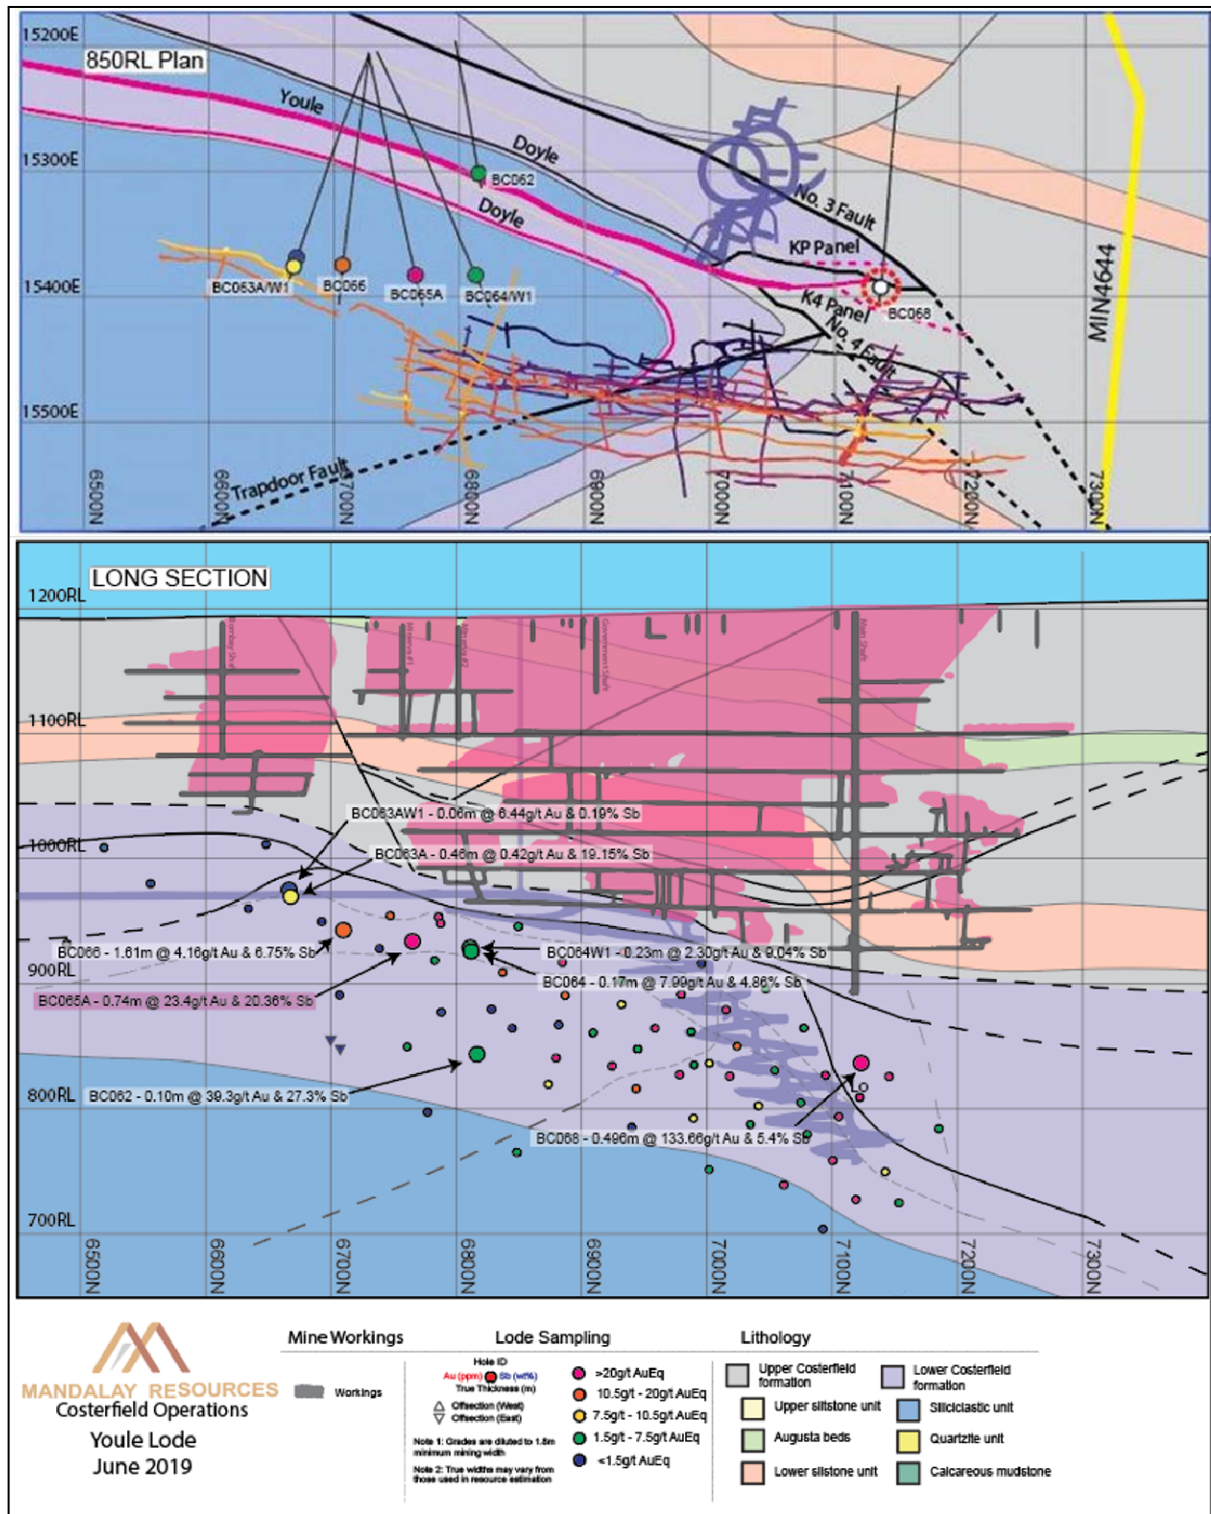 15200E
850RL Plan
Youle
15300E
Doyle
BC062
Doyle
No. 3 Fault
KP Panel
15400E
BC063A/W1
BC066
BC065A
BC064/W1
K4 Panel
BC068
No. 4 Fault
MIN4644
15500E
Trapdoor Fault
6500N
6600N
6700N
6800N
6900N
7000N
7100N
7200N
7300N
LONG SECTION
1200RL
Bombay Shaft
Minerva #1
Minerva #2
Government Shaft
Main Shaft
1100RL
BC063AW1 - 0.06m @ 6.44g/t Au & 0.19% Sb
1000RL
BC063A - 0.46m @ 0.42g/t Au & 19.15% Sb
BC066 - 1.61m @ 4.16g/t Au & 6.75% Sb
BC064W1 - 0.23m @ 2.30g/t Au & 9.04% Sb
900RL
BC064 - 0.17m @ 7.99g/t Au & 4.86% Sb
BC065A - 0.74m @ 23.4g/t Au & 20.36% Sb
BC062 - 0.10m @ 39.3g/t Au & 27.3% Sb
800RL
BC068 - 0.496m @ 133.66g/t Au & 5.4% Sb
700RL
6500N
6600N
6700N
6800N
6900N
7000N
7100N
7200N
7300N
MANDALAY RESOURCES
Costerfield Operations
Youle Lode
June 2019
Mine Workings
Workings
Lode Sampling
Hole ID
Au (ppm) Sb (wt%)
True Thickness (m)
Offsection (West)
Offsection (East)
Note 1: Grades are diluted to 1.8m
minimum mining width
Note 2: True widths may vary from
those used in resource estimation
>20g/t AuEq
10.5g/t - 20g/t AuEq
7.5g/t - 10.5g/t AuEq
1.5g/t - 7.5g/t AuEq
<1.5g/t AuEq
Lithology
Upper Costerfield
formation
Lower Costerfield
formation
Upper siltstone unit
Siliciclastic unit
Augusta beds
Quartzite unit
Lower silstone unit
Calcareous mudstone